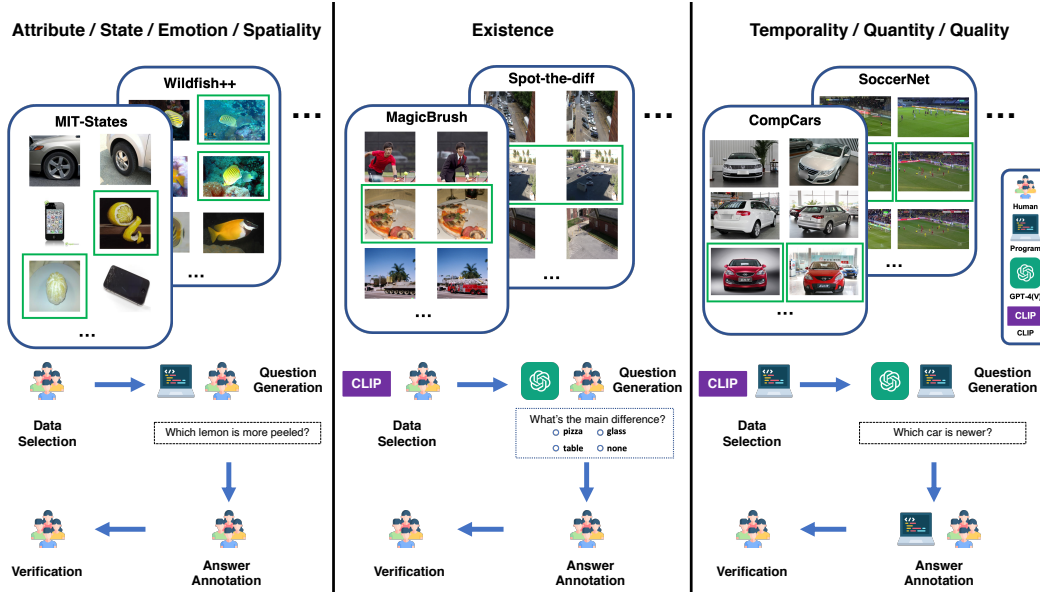 Attribute / State / Emotion / Spatiality
Wildfish++
MIT-States
...
...
...
Data
Selection
Question
Generation
Which lemon is more peeled?
Verification
Answer
Annotation
Existence
Spot-the-diff
MagicBrush
...
...
...
CLIP
Data
Selection
Question
Generation
What's the main difference?
pizza glass
table none
Verification
Answer
Annotation
Temporality / Quantity / Quality
SoccerNet
CompCars
...
...
...
CLIP
Data
Selection
Question
Generation
Which car is newer?
Verification
Answer
Annotation
Human
Program
GPT-4(V)
CLIP
CLIP